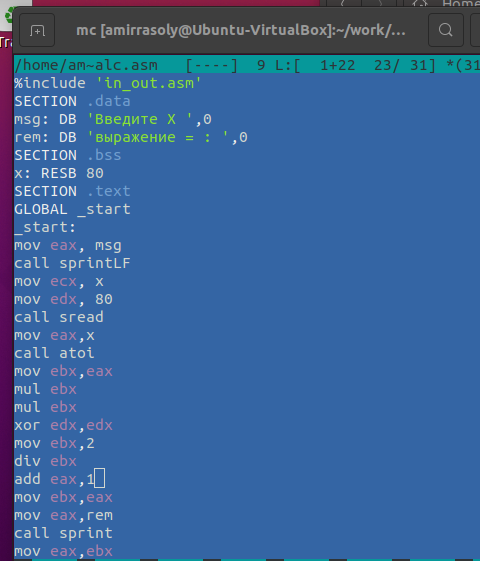 Home
Tra
mc [amirrasoly@Ubuntu-VirtualBox]:~/work/...
/home/am~alc.asm [----] 9 L:[ 1+22 23/ 31] *(31
%include 'in_out.asm'
SECTION .data
msg: DB 'Введите X ',0
rem: DB 'выражение = : ',0
SECTION .bss
x: RESB 80
SECTION .text
GLOBAL _start
_start:
mov eax, msg
call sprintLF
mov ecx, x
mov edx, 80
call sread
mov eax,x
call atoi
mov ebx,eax
mul ebx
mul ebx
xor edx,edx
mov ebx,2
div ebx
add eax,1
mov ebx,eax
mov eax,rem
call sprint
mov eax,ebx